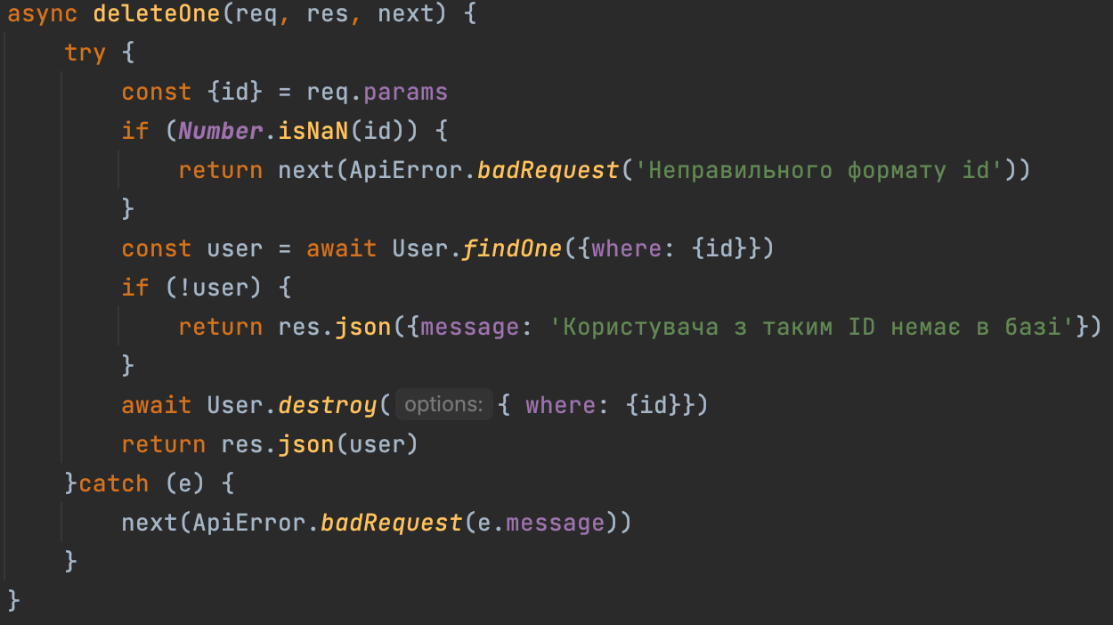 async deleteOne(req, res, next) {
    try {
        const {id} = req.params
        if (Number.isNaN(id)) {
            return next(ApiError.badRequest('Неправильного формату id'))
        }
        const user = await User.findOne({where: {id}})
        if (!user) {
            return res.json({message: 'Користувача з таким ID немає в базі'})
        }
        await User.destroy( options: { where: {id}})
        return res.json(user)
    }catch (e) {
        next(ApiError.badRequest(e.message))
    }
}